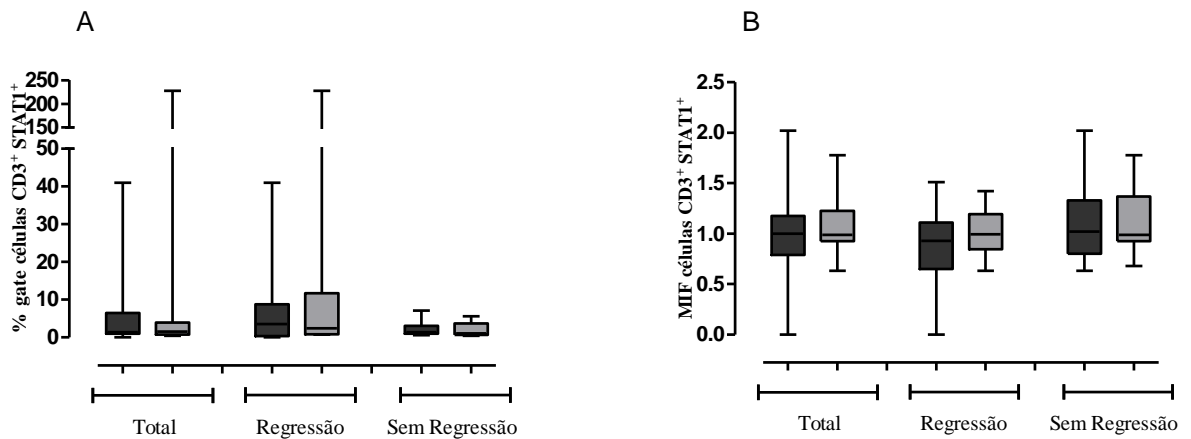 A
% gate células CD3⁺ STAT1⁺
250
200
150
50
40
30
20
10
0
Total
Regressão
Sem Regressão
B
MIF células CD3⁺ STAT1⁺
2.5
2.0
1.5
1.0
0.5
0.0
Total
Regressão
Sem Regressão